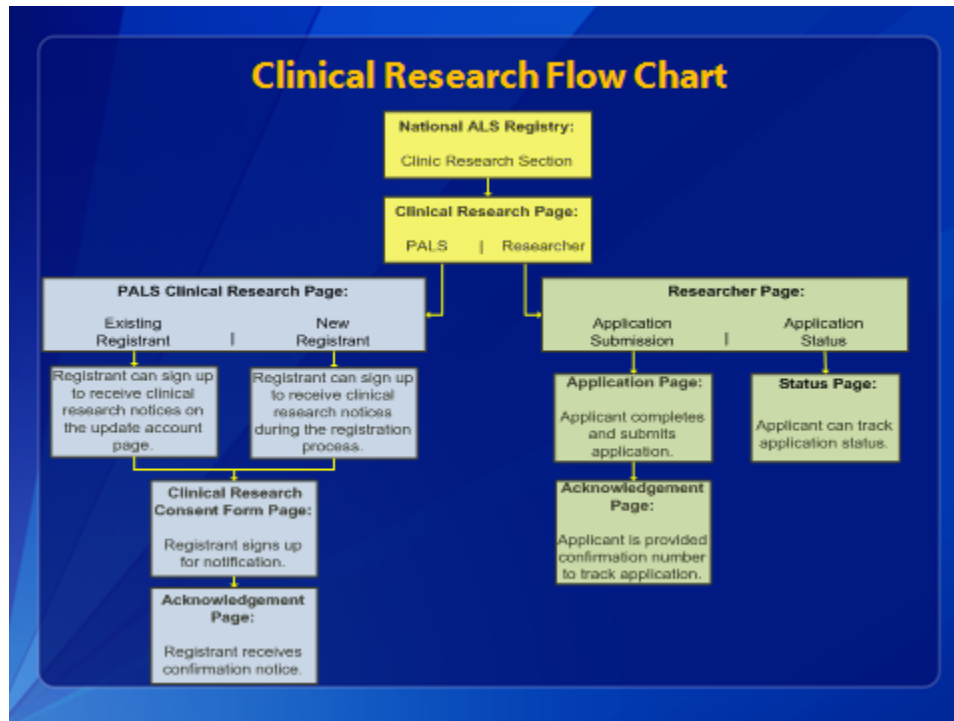 Clinical Research Flow Chart
National ALS Registry:
Clinic Research Section
Clinical Research Page:
PALS | Researcher
PALS Clinical Research Page:
Existing
Registrant
|
New
Registrant
Registrant can sign up
to receive clinical
research notices on
the update account
page.
Registrant can sign up
to receive clinical
research notices
during the registration
process.
Clinical Research
Consent Form Page:
Registrant signs up
for notification.
Acknowledgement
Page:
Registrant receives
confirmation notice.
Researcher Page:
Application
Submission
|
Application
Status
Application Page:
Applicant completes
and submits
application.
Acknowledgement
Page:
Applicant is provided
confirmation number
to track application.
Status Page:
Applicant can track
application status.